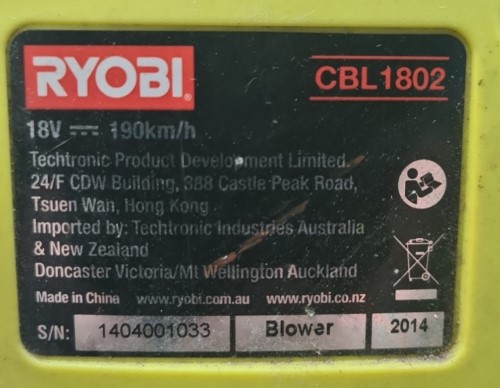 RYOBI®
CBL1802
18V ⎓ 190km/h
Techtronic Product Development Limited.
24/F CDW Building, 388 Castle Peak Road,
Tsuen Wan, Hong Kong
Imported by: Techtronic Industries Australia
& New Zealand
Doncaster Victoria/Mt Wellington Auckland
Made in China www.ryobi.com.au www.ryobi.co.nz
S/N: 1404001033 Blower 2014